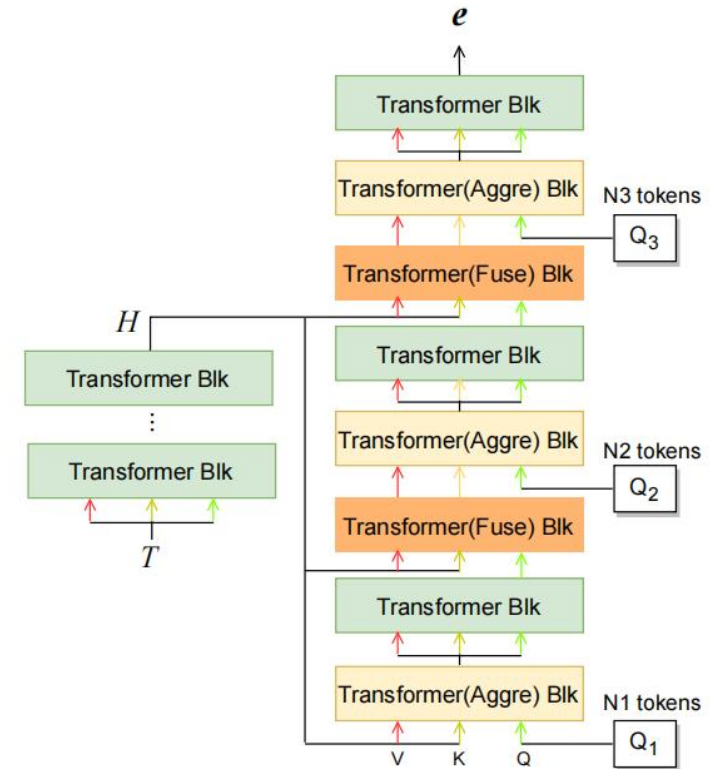 e
Transformer Blk
Transformer(Aggre) Blk
N3 tokens
Q3
Transformer(Fuse) Blk
H
Transformer Blk
Transformer Blk
⋮
Transformer(Aggre) Blk
N2 tokens
Transformer Blk
Q2
Transformer(Fuse) Blk
T
Transformer Blk
Transformer(Aggre) Blk
N1 tokens
Q1
V K Q